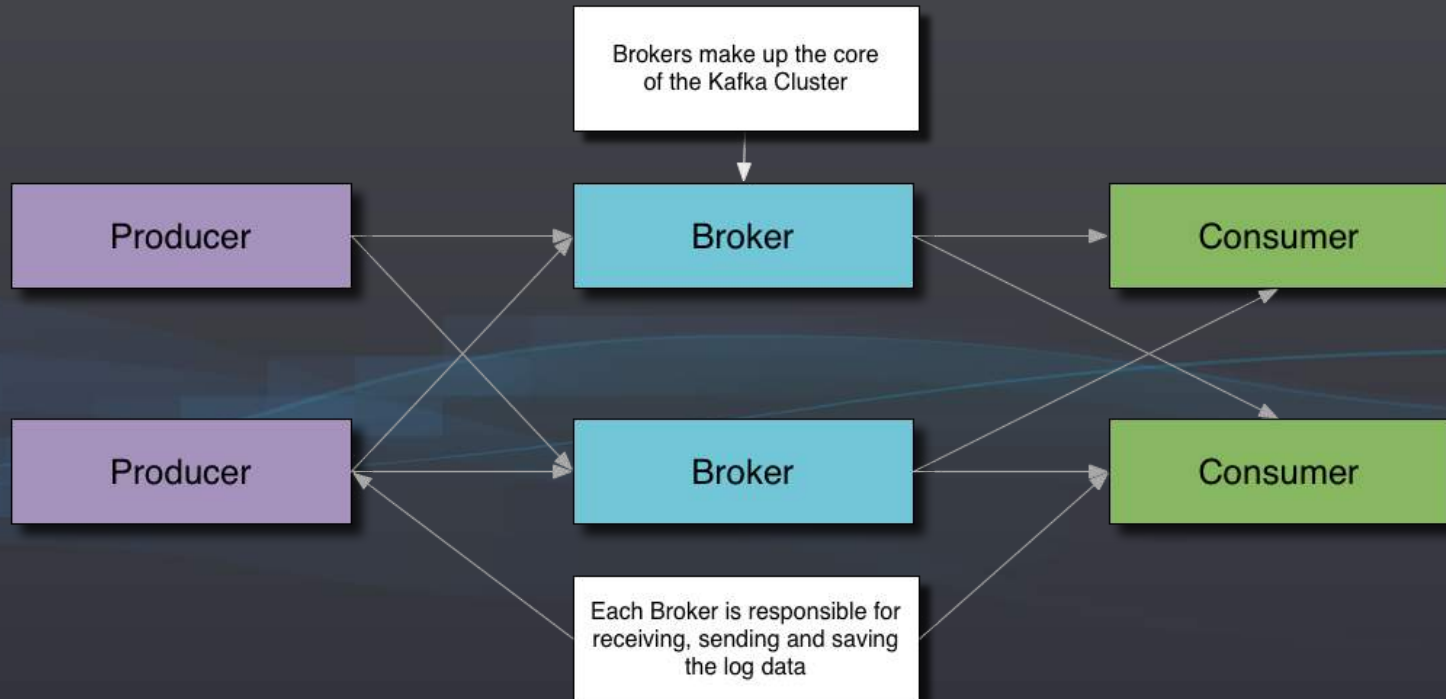 Brokers make up the core
of the Kafka Cluster
Producer
Broker
Consumer
Producer
Broker
Consumer
Each Broker is responsible for
receiving, sending and saving
the log data